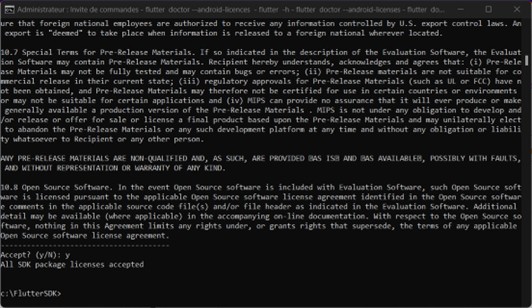 Administrateur : Invite de commandes - flutter doctor --android-licences - flutter -h - flutter doctor --android-licenses
ure that foreign national employees are authorized to receive any information controlled by U.S. export control laws. An
export is "deemed" to take place when information is released to a foreign national wherever located.

10.7 Special Terms for Pre-Release Materials. If so indicated in the description of the Evaluation Software, the Evaluat
ion Software may contain Pre-Release Materials. Recipient hereby understands, acknowledges and agrees that: (i) Pre-Rele
ase Materials may not be fully tested and may contain bugs or errors; (ii) Pre-Release materials are not suitable for co
mmercial release in their current state; (iii) regulatory approvals for Pre-Release Materials (such as UL or FCC) have n
ot been obtained, and Pre-Release Materials may therefore not be certified for use in certain countries or environments
or may not be suitable for certain applications and (iv) MIPS can provide no assurance that it will ever produce or make
generally available a production version of the Pre-Release Materials. MIPS is not under any obligation to develop and
/or release or offer for sale or license a final product based upon the Pre-Release Materials and may unilaterally elect
to abandon the Pre-Release Materials or any such development platform at any time and without any obligation or liabilit
y whatsoever to Recipient or any other person.

ANY PRE-RELEASE MATERIALS ARE NON-QUALIFIED AND, AS SUCH, ARE PROVIDED AS IS AND AS AVAILABLE, POSSIBLY WITH FAULTS,
AND WITHOUT REPRESENTATION OR WARRANTY OF ANY KIND.

10.8 Open Source Software. In the event Open Source software is included with Evaluation Software, such Open Source soft
ware is licensed pursuant to the applicable open source software license agreement identified in the Open Source softwar
e comments in the applicable source code file(s) and/or file header as indicated in the Evaluation Software. Additional
detail may be available (where applicable) in the accompanying on-line documentation. With respect to the Open Source so
ftware, nothing in this Agreement limits any rights under, or grants rights that supersede, the terms of any applicable
Open Source software license agreement.
---------------------------------------
Accept? (y/N): y
All SDK package licenses accepted

c:\FlutterSDK>